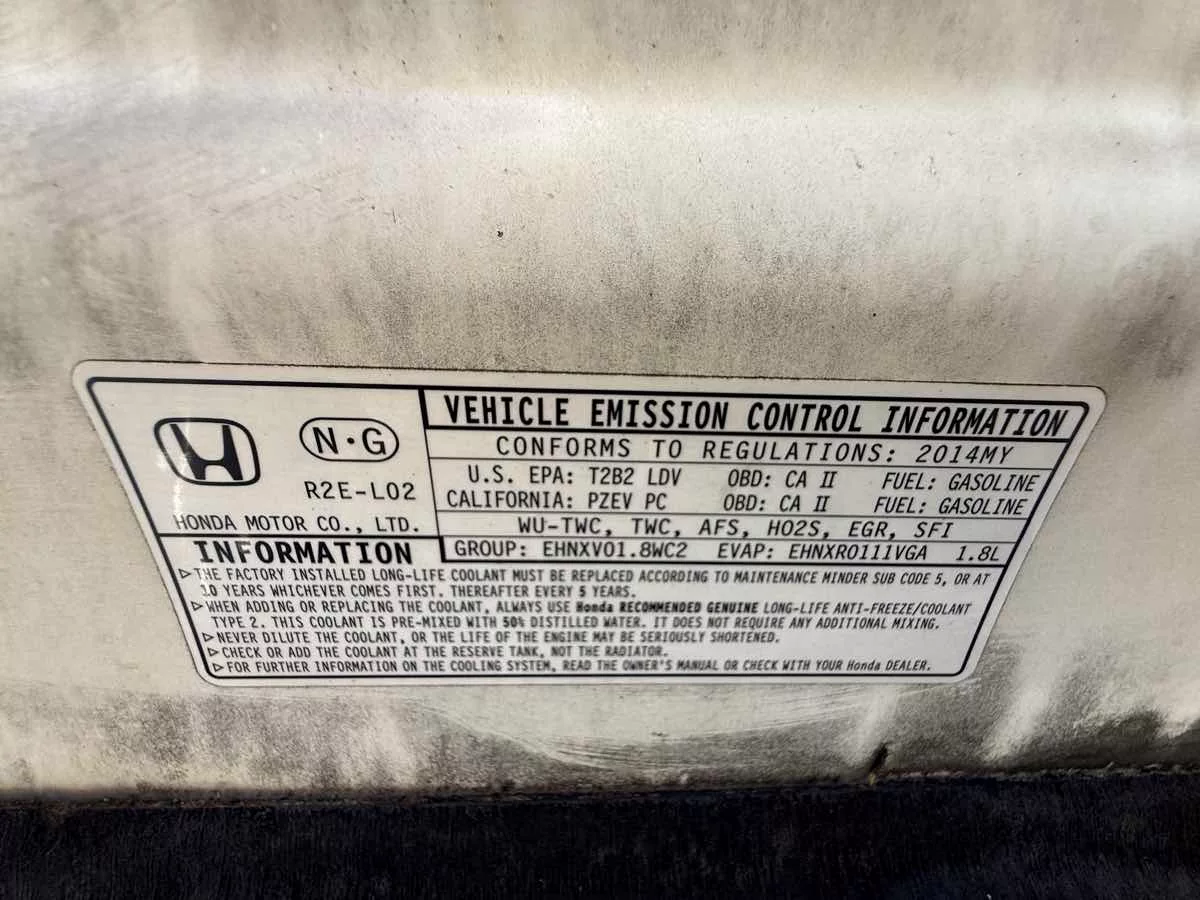 N·G
R2E-L02
HONDA MOTOR CO., LTD.
VEHICLE EMISSION CONTROL INFORMATION
CONFORMS TO REGULATIONS: 2014MY
U.S. EPA: T2B2 LDV OBD: CA II FUEL: GASOLINE
CALIFORNIA: PZEV PC OBD: CA II FUEL: GASOLINE
WU-TWC, TWC, AFS, HO2S, EGR, SFI
GROUP: EHNXV01.8WC2 EVAP: EHNXR0111VGA 1.8L
INFORMATION
▷THE FACTORY INSTALLED LONG-LIFE COOLANT MUST BE REPLACED ACCORDING TO MAINTENANCE MINDER SUB CODE 5, OR AT
10 YEARS WHICHEVER COMES FIRST. THEREAFTER EVERY 5 YEARS.
▷WHEN ADDING OR REPLACING THE COOLANT, ALWAYS USE Honda RECOMMENDED GENUINE LONG-LIFE ANTI-FREEZE/COOLANT
TYPE 2. THIS COOLANT IS PRE-MIXED WITH 50% DISTILLED WATER. IT DOES NOT REQUIRE ANY ADDITIONAL MIXING.
▷NEVER DILUTE THE COOLANT, OR THE LIFE OF THE ENGINE MAY BE SERIOUSLY SHORTENED.
▷CHECK OR ADD THE COOLANT AT THE RESERVE TANK, NOT THE RADIATOR.
▷FOR FURTHER INFORMATION ON THE COOLING SYSTEM, READ THE OWNER'S MANUAL OR CHECK WITH YOUR Honda DEALER.